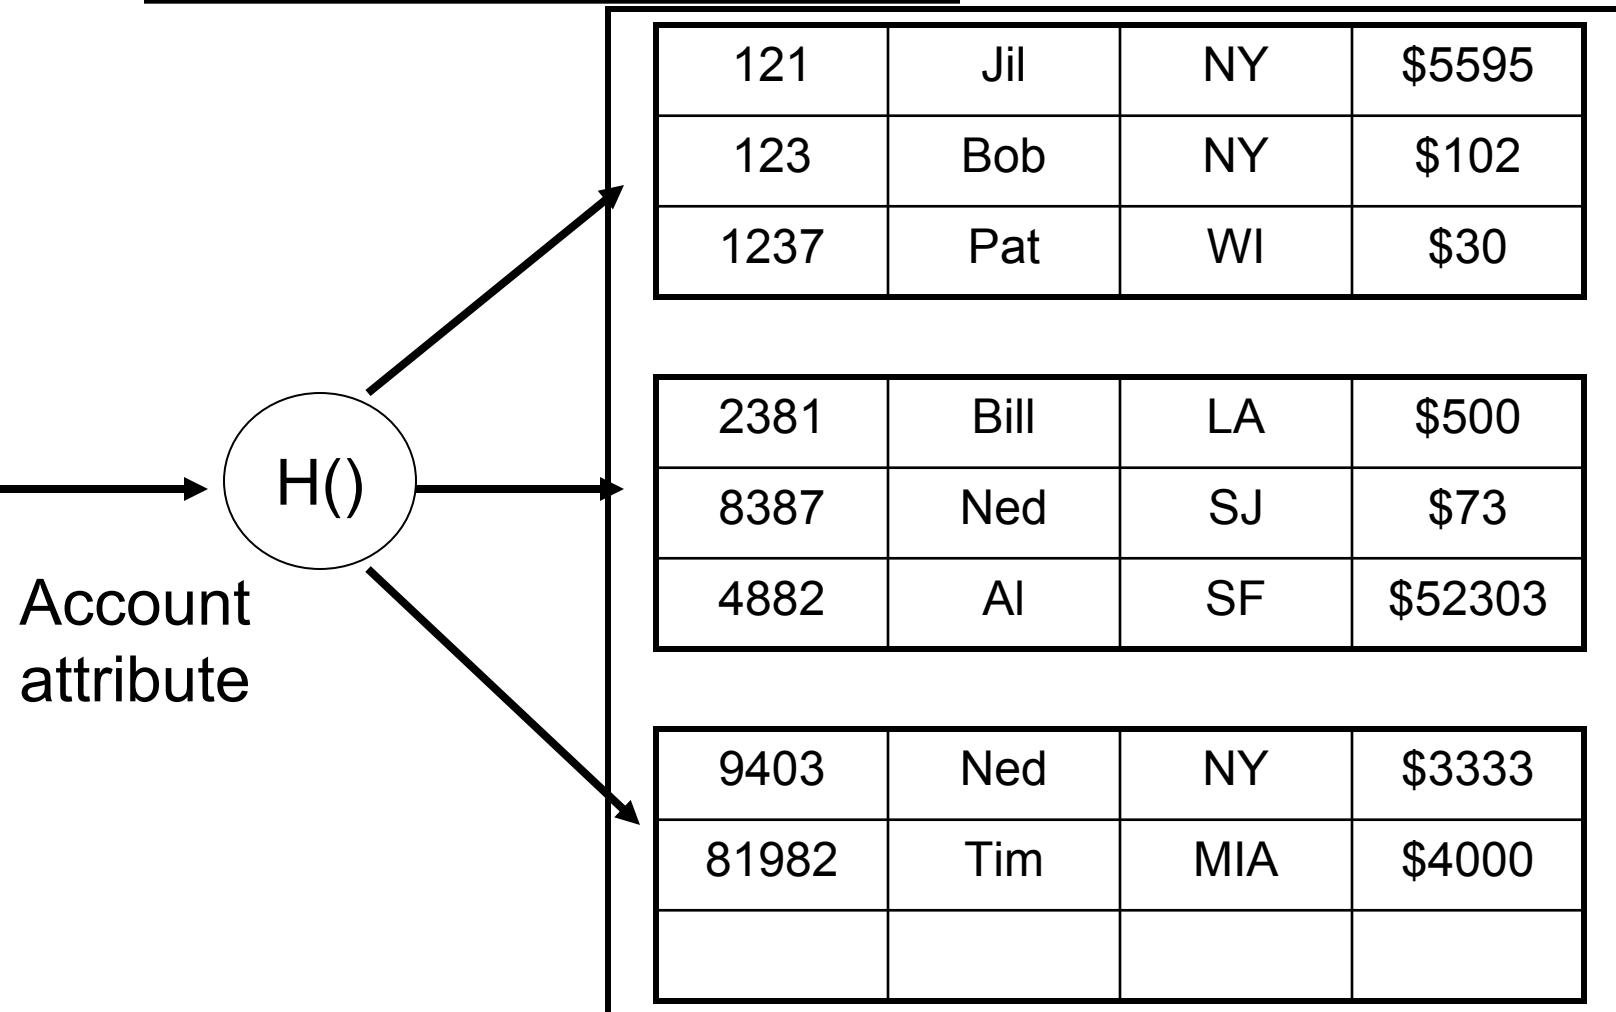 121 Jil NY $5595
123 Bob NY $102
1237 Pat WI $30
H()
Account
attribute
2381 Bill LA $500
8387 Ned SJ $73
4882 Al SF $52303
9403 Ned NY $3333
81982 Tim MIA $4000